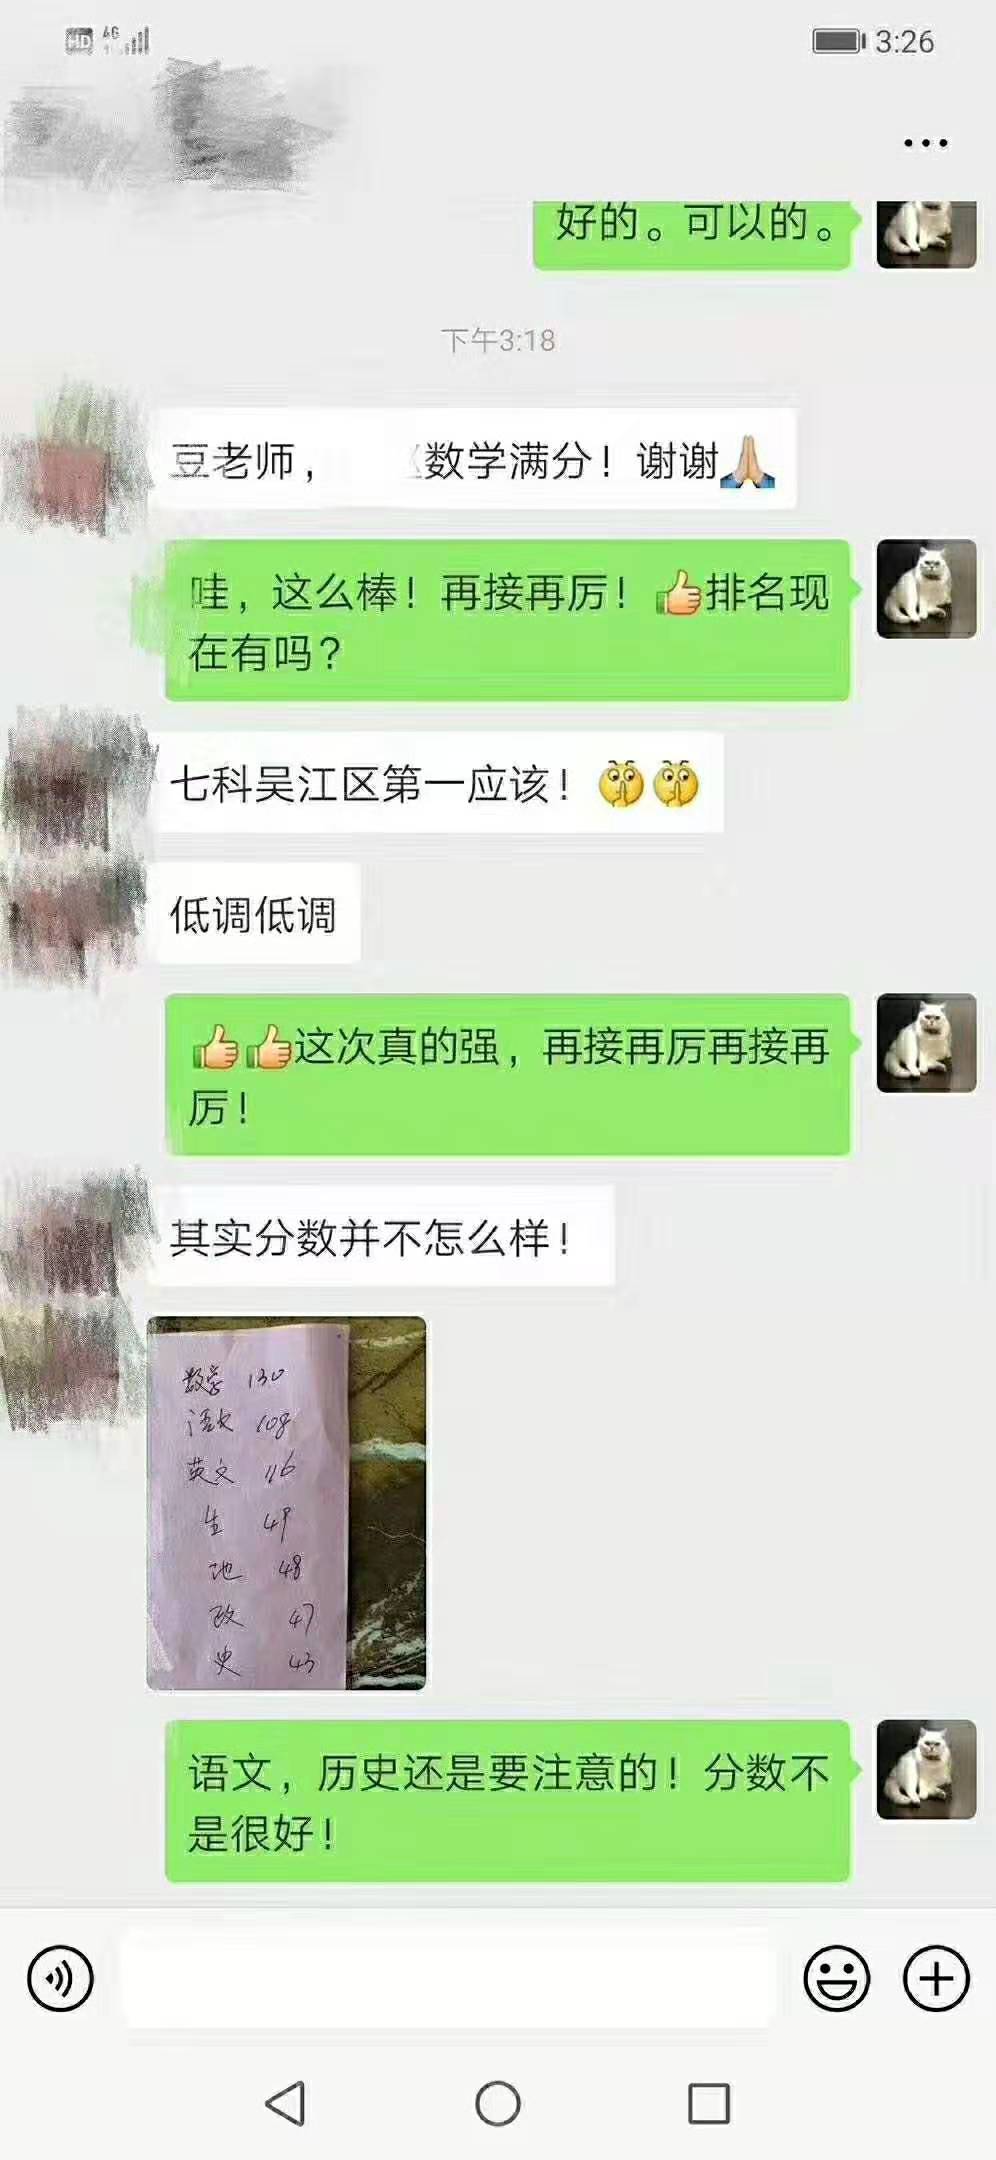 HD 4G
3:26
好的。可以的。
下午3:18
豆老师，
数学满分！谢谢🙏
哇，这么棒！再接再厉！👍排名现
在有吗？
七科吴江区第一应该！
低调低调
👍👍这次真的强，再接再厉再接再
厉！
其实分数并不怎么样！
数学 130
语文 108
英文 116
生 49
地 48
政 47
史 43
语文，历史还是要注意的！分数不
是很好！